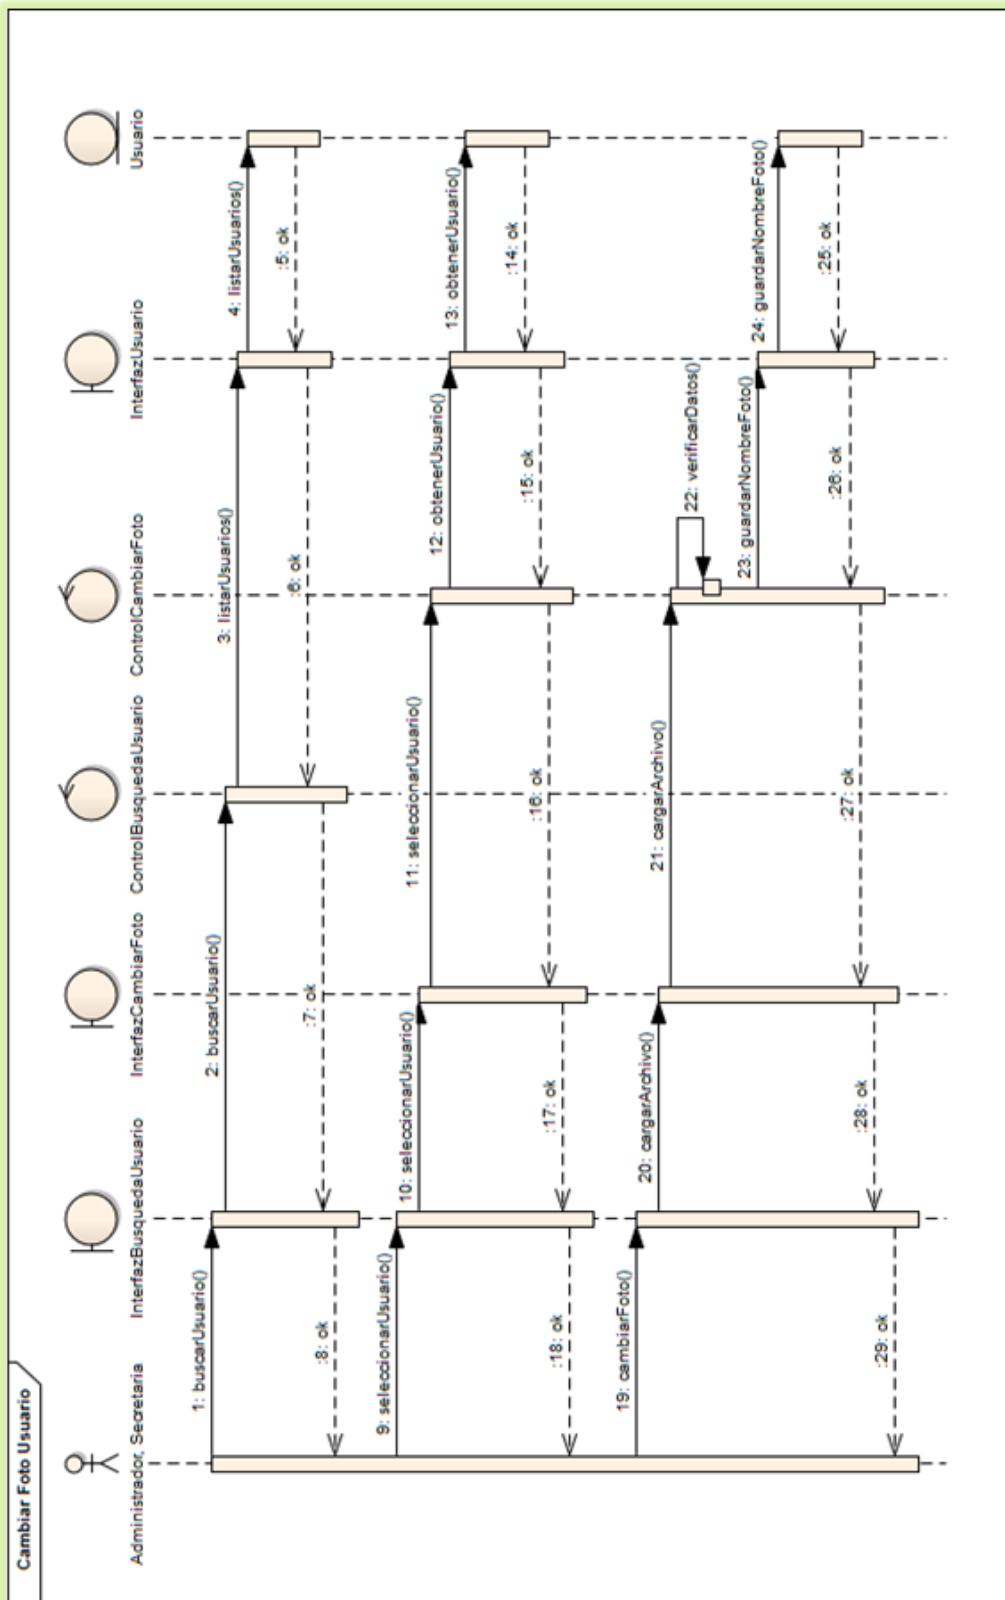 Cambiar Foto Usuario
Administrador, Secretaria
InterfazBusquedaUsuario
InterfazCambiarFoto
ControlBusquedaUsuario
ControlCambiarFoto
InterfazUsuario
Usuario
1: buscarUsuario()
2: buscarUsuario()
3: listarUsuarios()
4: listarUsuarios()
:5: ok
:6: ok
:7: ok
:8: ok
9: seleccionarUsuario()
10: seleccionarUsuario()
11: seleccionarUsuario()
12: obtenerUsuario()
13: obtenerUsuario()
:14: ok
:15: ok
:16: ok
:17: ok
:18: ok
19: cambiarFoto()
20: cargarArchivo()
21: cargarArchivo()
22: verificarDatos()
23: guardarNombreFoto()
24: guardarNombreFoto()
:25: ok
:26: ok
:27: ok
:28: ok
:29: ok